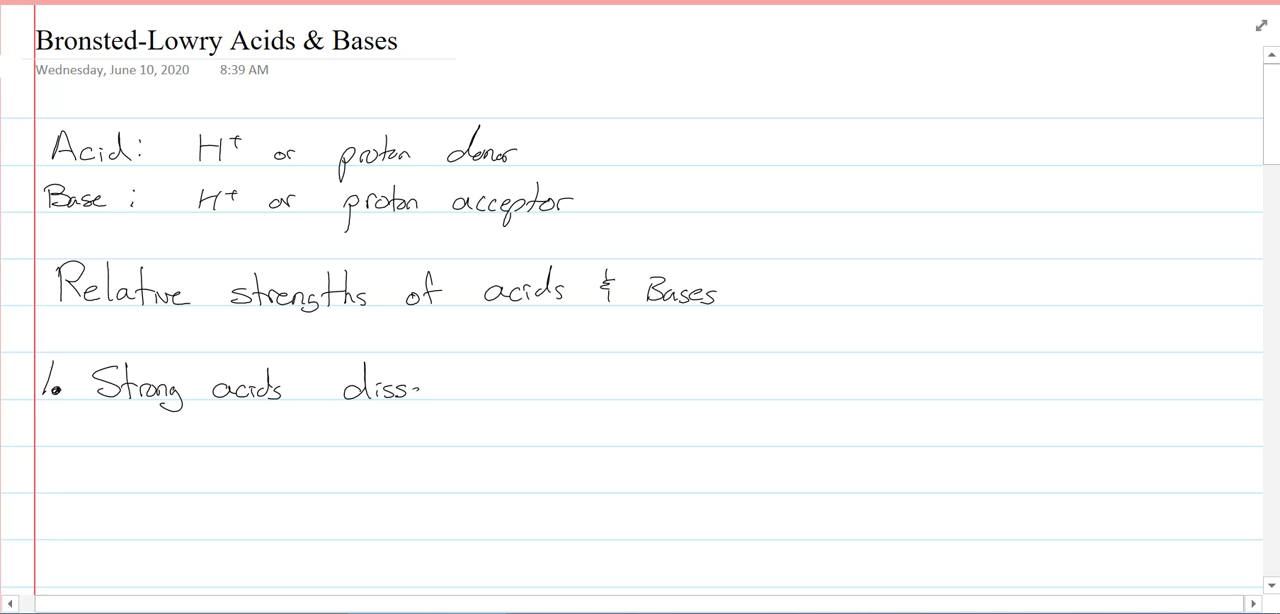 Bronsted-Lowry Acids & Bases
Wednesday, June 10, 2020 8:39 AM
Acid: H+ or proton donor
Base: H+ or proton acceptor
Relative strengths of acids & Bases
1. Strong acids diss-